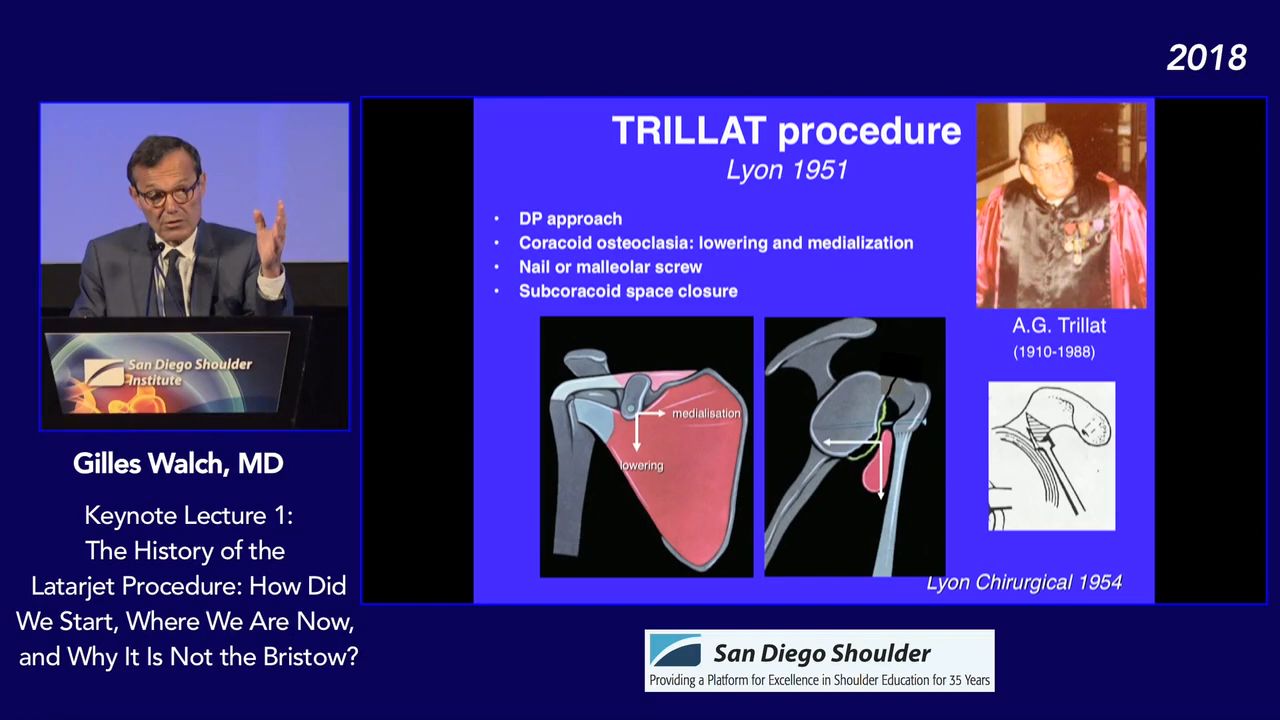 2018
San Diego Shoulder
Institute
Gilles Walch, MD
Keynote Lecture 1:
The History of the
Latarjet Procedure: How Did
We Start, Where We Are Now,
and Why It Is Not the Bristow?
TRILLAT procedure
Lyon 1951
• DP approach
• Coracoid osteoclasia: lowering and medialization
• Nail or malleolar screw
• Subcoracoid space closure
medialisation
lowering
A.G. Trillat
(1910-1988)
Lyon Chirurgical 1954
San Diego Shoulder
Providing a Platform for Excellence in Shoulder Education for 35 Years